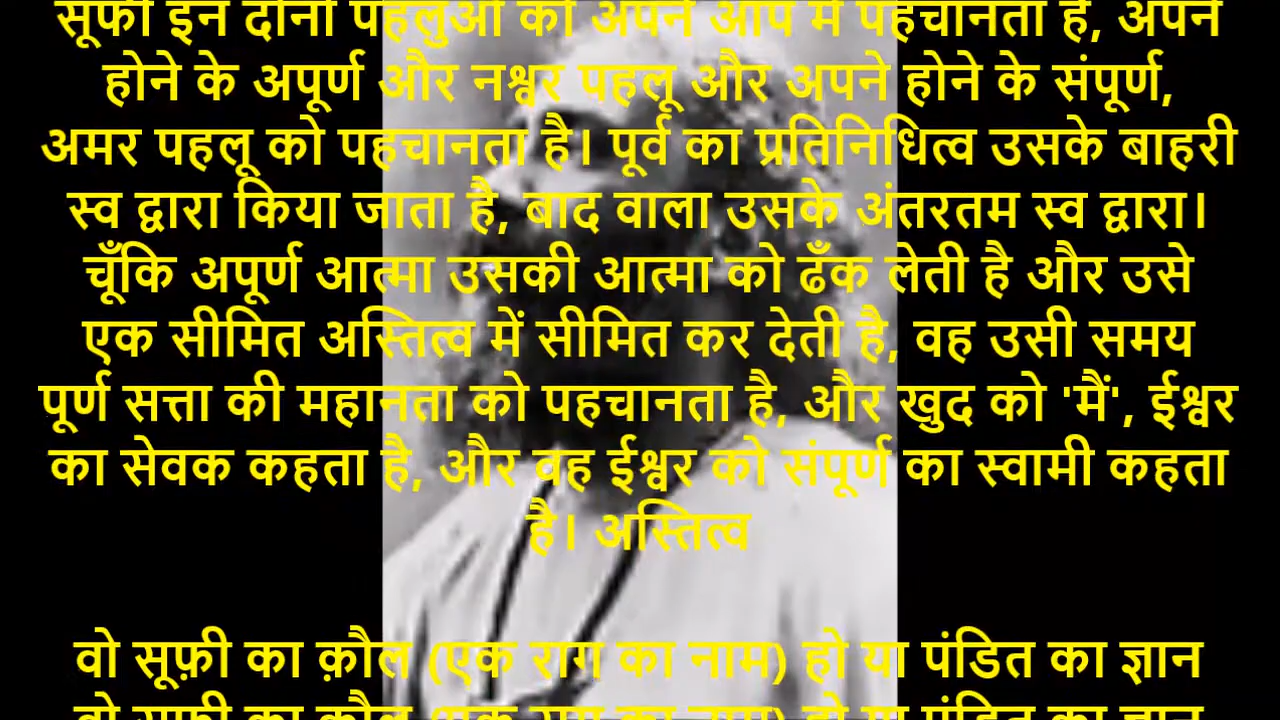 सूफी इन दोनों पहलुओं को अपने आप में पहचानता है, अपने
होने के अपूर्ण और नश्वर पहलू और अपने होने के संपूर्ण,
अमर पहलू को पहचानता है। पूर्व का प्रतिनिधित्व उसके बाहरी
स्व द्वारा किया जाता है, बाद वाला उसके अंतरतम स्व द्वारा।
चूँकि अपूर्ण आत्मा उसकी आत्मा को ढँक लेती है और उसे
एक सीमित अस्तित्व में सीमित कर देती है, वह उसी समय
पूर्ण सत्ता की महानता को पहचानता है, और खुद को 'मैं', ईश्वर
का सेवक कहता है, और वह ईश्वर को संपूर्ण का स्वामी कहता
है। अस्तित्व
वो सूफ़ी का क़ौल (एक राग का नाम) हो या पंडित का ज्ञान
वो सूफ़ी का क़ौल (एक राग का नाम) हो या पंडित का ज्ञान